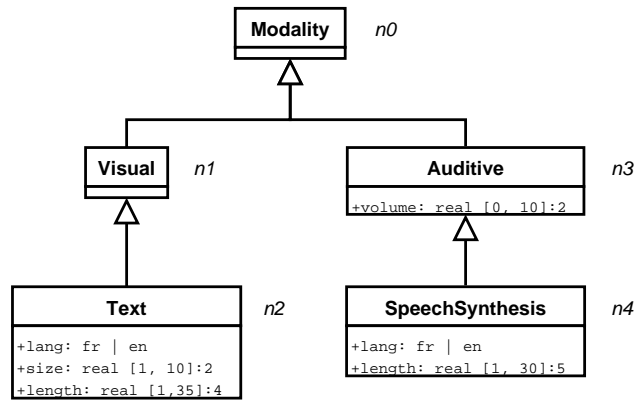 Modality n0
Visual n1
Auditive n3
+volume: real [0, 10]:2
Text n2
+lang: fr | en
+size: real [1, 10]:2
+length: real [1,35]:4
SpeechSynthesis n4
+lang: fr | en
+length: real [1, 30]:5